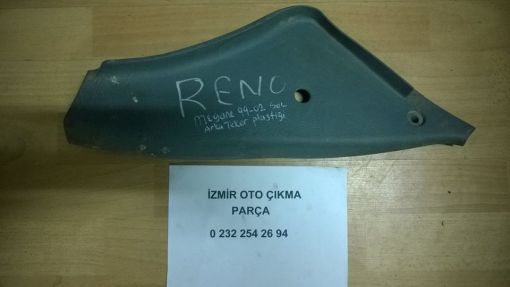 RENO
Megane 99-02 Sol
Arka Teker plastiği
İZMİR OTO ÇIKMA
PARÇA
0 232 254 26 94